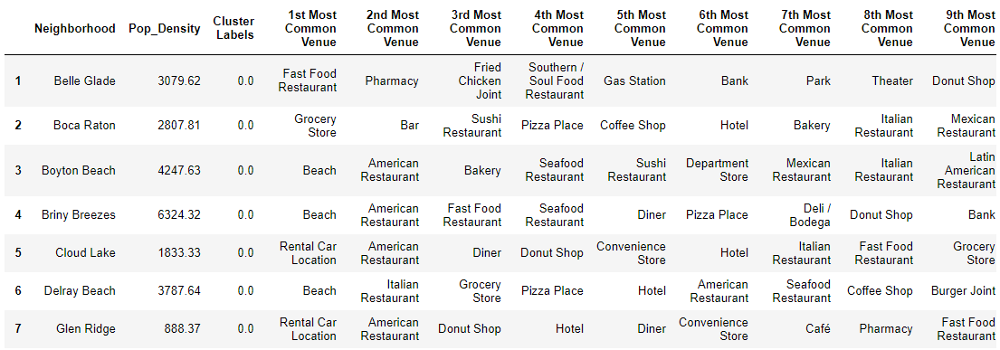 Neighborhood Pop_Density Cluster Labels 1st Most Common Venue 2nd Most Common Venue 3rd Most Common Venue 4th Most Common Venue 5th Most Common Venue 6th Most Common Venue 7th Most Common Venue 8th Most Common Venue 9th Most Common Venue
1 Belle Glade 3079.62 0.0 Fast Food Restaurant Pharmacy Fried Chicken Joint Southern / Soul Food Restaurant Gas Station Bank Park Theater Donut Shop
2 Boca Raton 2807.81 0.0 Grocery Store Bar Sushi Restaurant Pizza Place Coffee Shop Hotel Bakery Italian Restaurant Mexican Restaurant
3 Boyton Beach 4247.63 0.0 Beach American Restaurant Bakery Seafood Restaurant Sushi Restaurant Department Store Mexican Restaurant Italian Restaurant Latin American Restaurant
4 Briny Breezes 6324.32 0.0 Beach American Restaurant Fast Food Restaurant Seafood Restaurant Diner Pizza Place Deli / Bodega Donut Shop Bank
5 Cloud Lake 1833.33 0.0 Rental Car Location American Restaurant Diner Donut Shop Convenience Store Hotel Italian Restaurant Fast Food Restaurant Grocery Store
6 Delray Beach 3787.64 0.0 Beach Italian Restaurant Grocery Store Pizza Place Hotel American Restaurant Seafood Restaurant Coffee Shop Burger Joint
7 Glen Ridge 888.37 0.0 Rental Car Location American Restaurant Donut Shop Hotel Diner Convenience Store Café Pharmacy Fast Food Restaurant